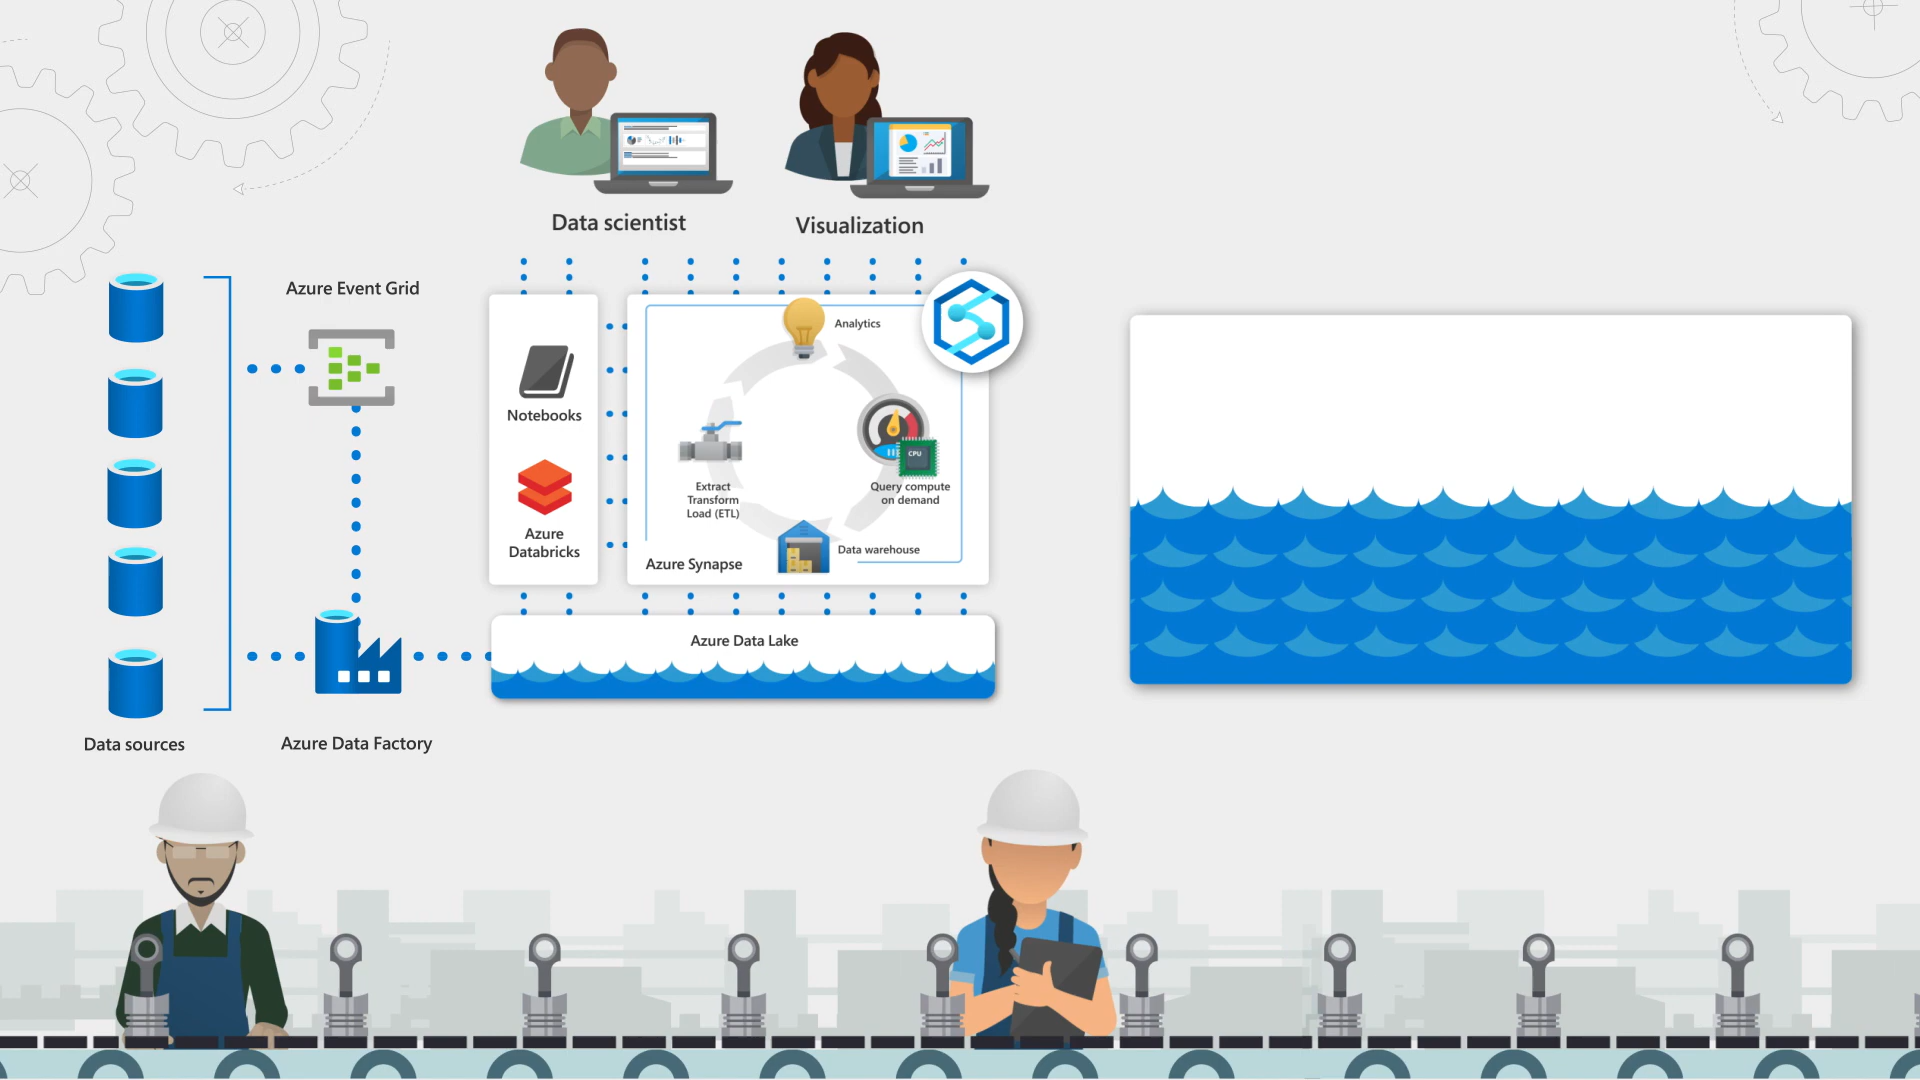 Data scientist
Visualization
Azure Event Grid
Analytics
Notebooks
CPU
Extract
Transform
Load (ETL)
Query compute
on demand
Azure
Databricks
Data warehouse
Azure Synapse
Azure Data Lake
Data sources
Azure Data Factory